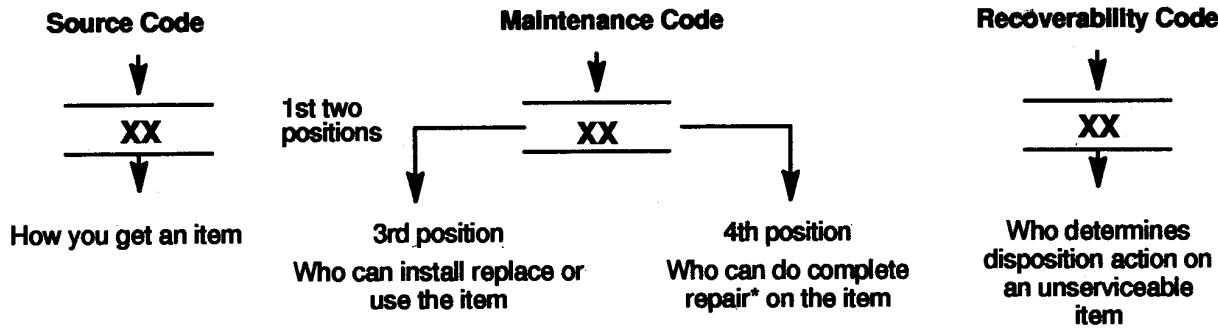 Source Code
XX
How you get an item
1st two
positions
Maintenance Code
XX
3rd position
Who can install replace or
use the item
4th position
Who can do complete
repair* on the item
Recoverability Code
XX
Who determines
disposition action on
an unserviceable
item